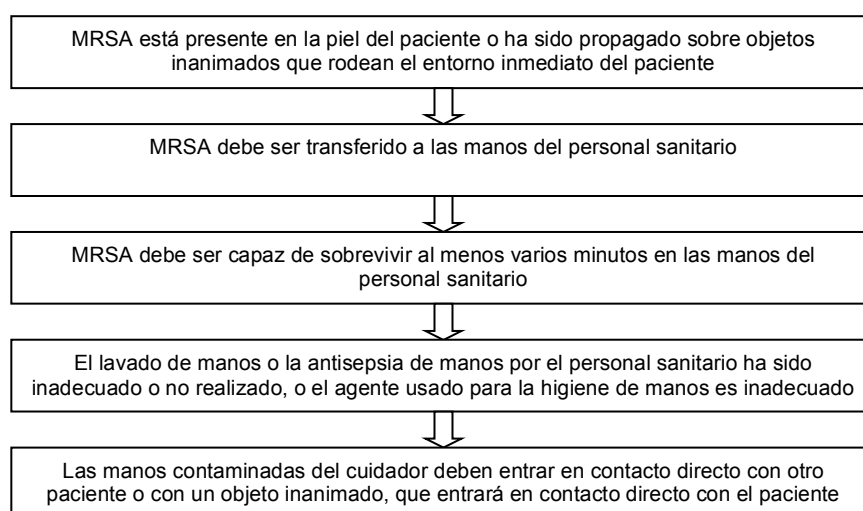 MRSA está presente en la piel del paciente o ha sido propagado sobre objetos
inanimados que rodean el entorno inmediato del paciente
MRSA debe ser transferido a las manos del personal sanitario
MRSA debe ser capaz de sobrevivir al menos varios minutos en las manos del
personal sanitario
El lavado de manos o la antisepsia de manos por el personal sanitario ha sido
inadecuado o no realizado, o el agente usado para la higiene de manos es inadecuado
Las manos contaminadas del cuidador deben entrar en contacto directo con otro
paciente o con un objeto inanimado, que entrará en contacto directo con el paciente